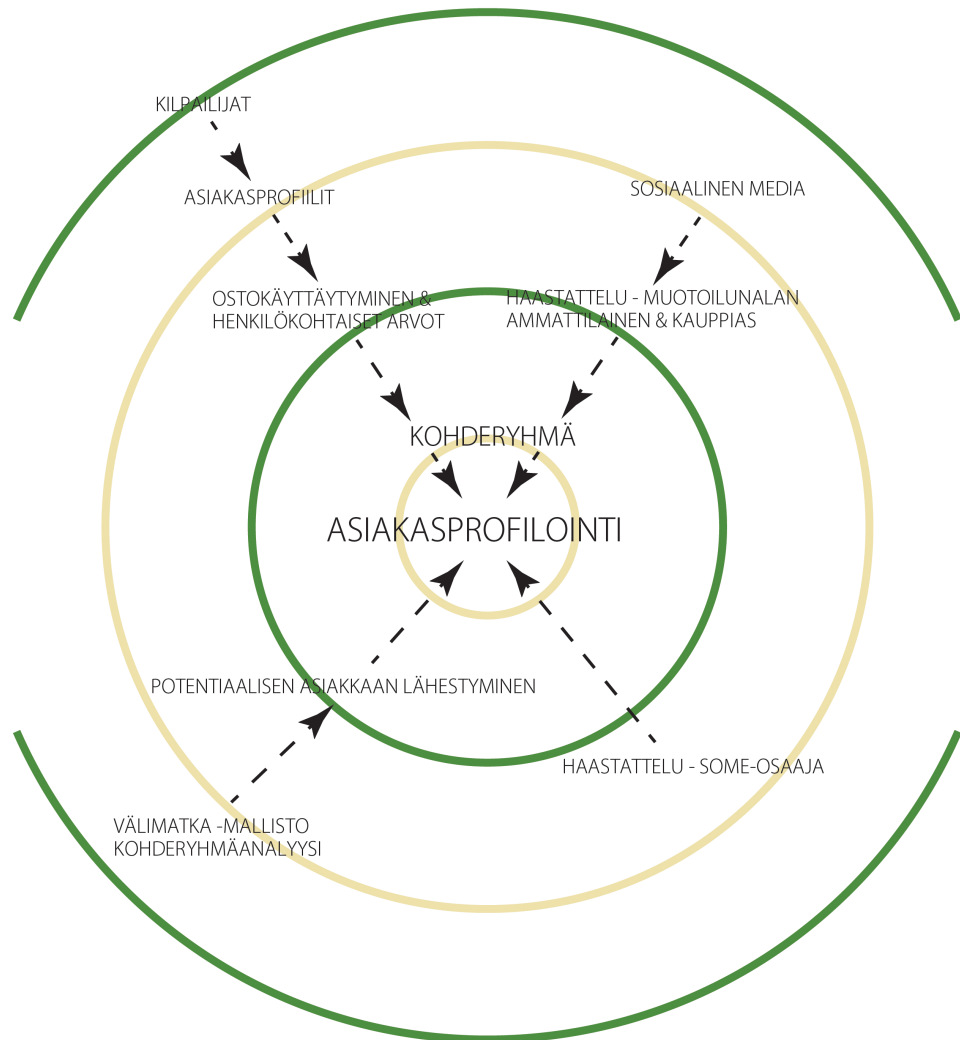 KILPAILIJAT
ASIAKASPROFIILIT
SOSIAALINEN MEDIA
OSTOKÄYTTÄYTYMINEN &
HENKILÖKOHTAISET ARVOT
HAASTATTELU - MUOTOILUNALAN
AMMATTILAINEN & KAUPPIAS
KOHDERYHMÄ
ASIAKASPROFILOINTI
POTENTIAALISEN ASIAKKAAN LÄHESTYMINEN
HAASTATTELU - SOME-OSAAJA
VÄLIMATKA -MALLISTO
KOHDERYHMÄANALYYSI